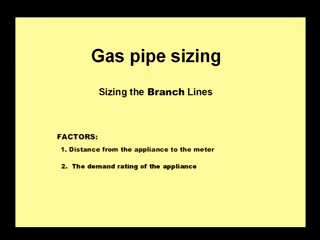 Gas pipe sizing
Sizing the Branch Lines
FACTORS:
1. Distance from the appliance to the meter
2. The demand rating of the appliance